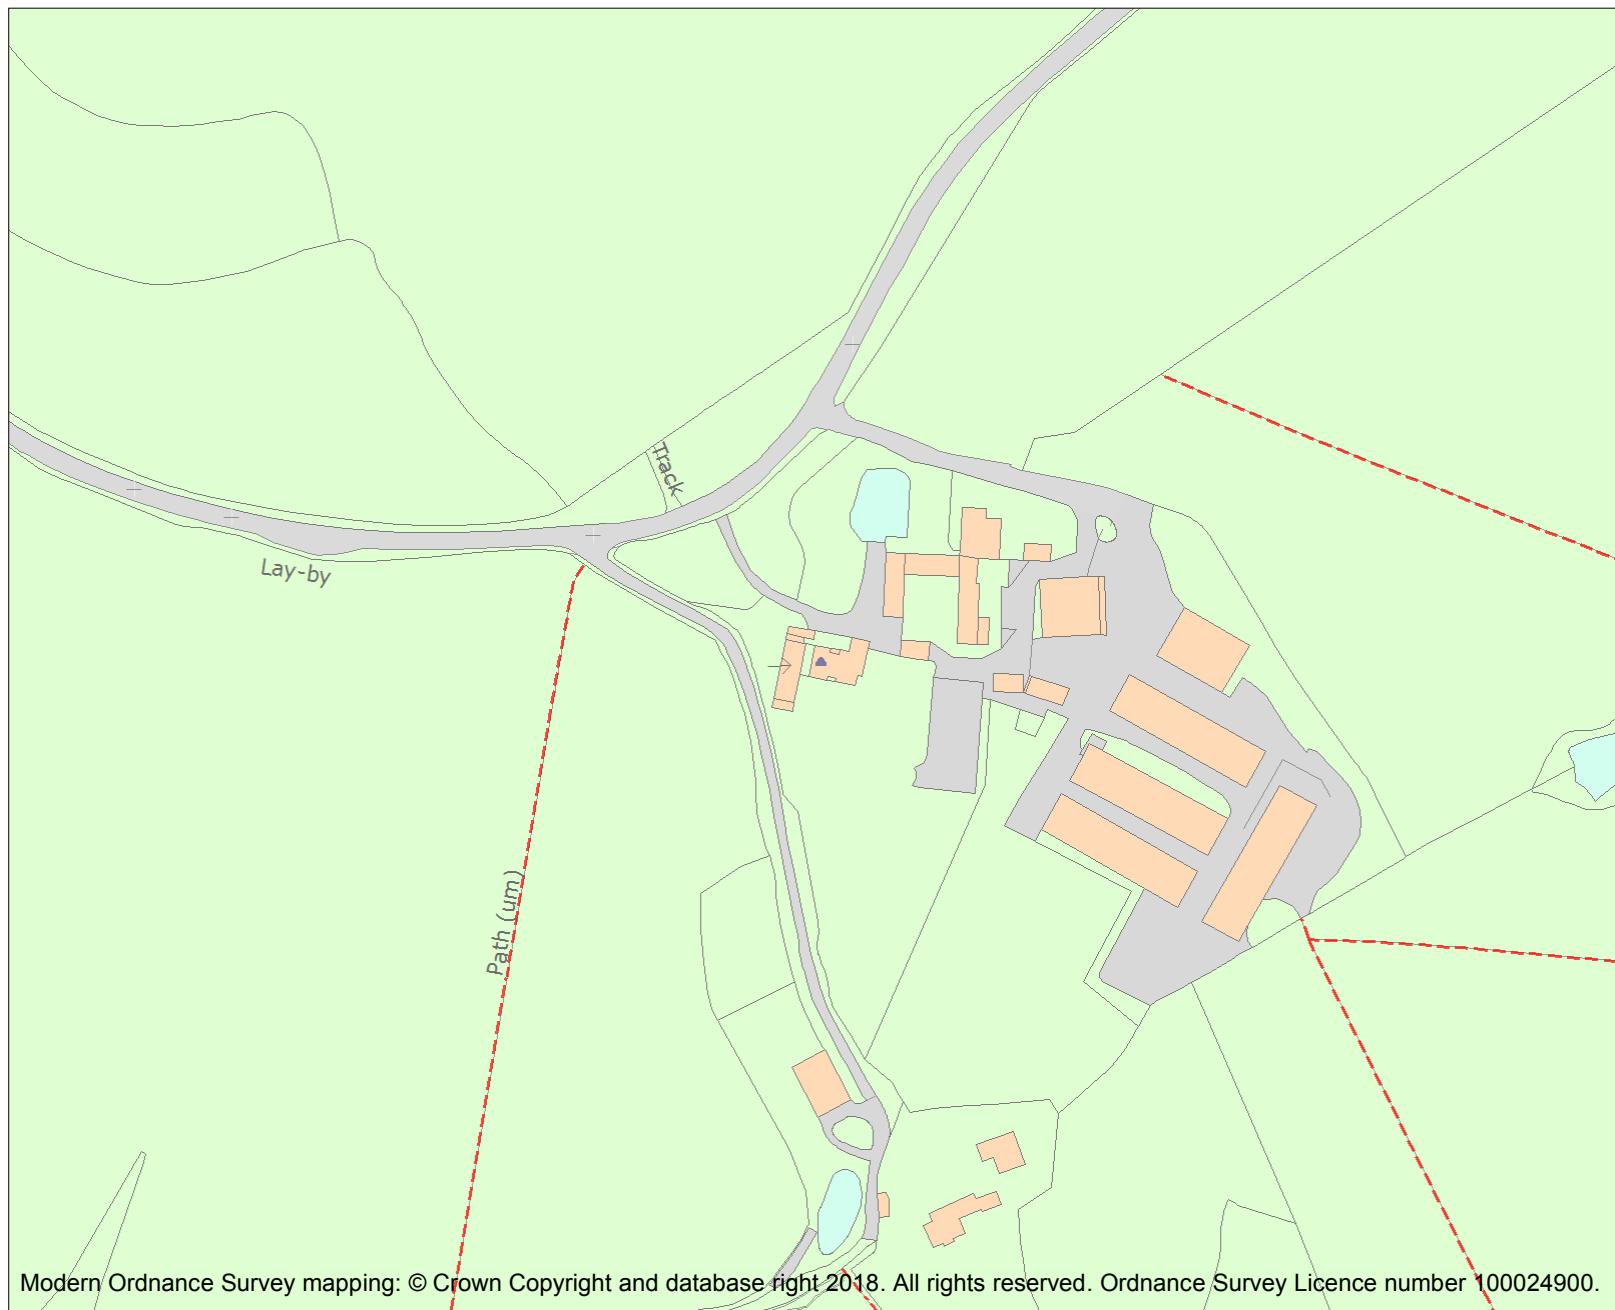 Track
Lay-by
Path (um)
Modern Ordnance Survey mapping: © Crown Copyright and database right 2018. All rights reserved. Ordnance Survey Licence number 100024900.